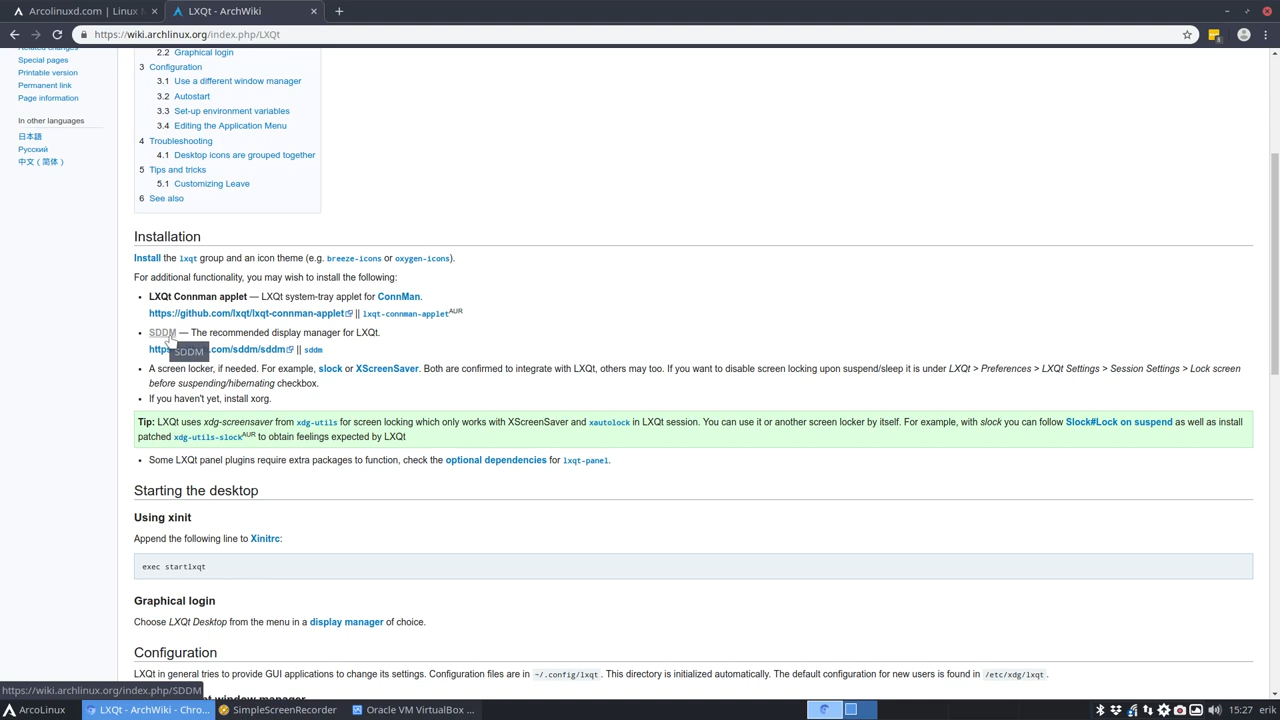 Arcolinuxd.com | Linux
LXQt - ArchWiki
https://wiki.archlinux.org/index.php/LXQt
Related changes
Special pages
Printable version
Permanent link
Page information
In other languages
日本語
Русский
中文（简体）
2.2 Graphical login
3 Configuration
3.1 Use a different window manager
3.2 Autostart
3.3 Set-up environment variables
3.4 Editing the Application Menu
4 Troubleshooting
4.1 Desktop icons are grouped together
5 Tips and tricks
5.1 Customizing Leave
6 See also
Installation
Install the lxqt group and an icon theme (e.g. breeze-icons or oxygen-icons).
For additional functionality, you may wish to install the following:
LXQt Connman applet — LXQt system-tray applet for ConnMan.
https://github.com/lxqt/lxqt-connman-applet || lxqt-connman-appletAUR
SDDM — The recommended display manager for LXQt.
SDDM
http .com/sddm/sddm || sddm
A screen locker, if needed. For example, slock or XScreenSaver. Both are confirmed to integrate with LXQt, others may too. If you want to disable screen locking upon suspend/sleep it is under LXQt > Preferences > LXQt Settings > Session Settings > Lock screen
before suspending/hibernating checkbox.
If you haven't yet, install xorg.
Tip: LXQt uses xdg-screensaver from xdg-utils for screen locking which only works with XScreenSaver and xautolock in LXQt session. You can use it or another screen locker by itself. For example, with slock you can follow Slock#Lock on suspend as well as install
patched xdg-utils-slockAUR to obtain feelings expected by LXQt
Some LXQt panel plugins require extra packages to function, check the optional dependencies for lxqt-panel.
Starting the desktop
Using xinit
Append the following line to Xinitrc:
exec startlxqt
Graphical login
Choose LXQt Desktop from the menu in a display manager of choice.
Configuration
LXQt in general tries to provide GUI applications to change its settings. Configuration files are in ~/.config/lxqt. This directory is initialized automatically. The default configuration for new users is found in /etc/xdg/lxqt.
https://wiki.archlinux.org/index.php/SDDM
window manager
ArcoLinux
LXQt - ArchWiki - Chro...
SimpleScreenRecorder
Oracle VM VirtualBox ...
15:27 erik